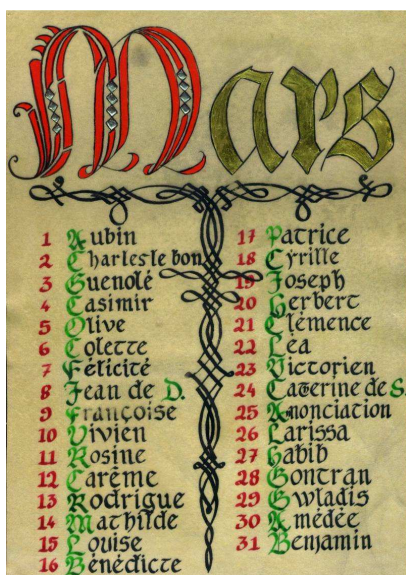 Mars
1 Aubin
2 Charles le bon
3 Guenolé
4 Casimir
5 Olive
6 Colette
7 Félicité
8 Jean de D.
9 Françoise
10 Vivien
11 Rosine
12 Carême
13 Rodrigue
14 Mathilde
15 Louise
16 Bénédicte
17 Patrice
18 Cyrille
19 Joseph
20 Herbert
21 Clémence
22 Léa
23 Victorien
24 Caterine de S.
25 Anonciation
26 Larissa
27 habib
28 Gontran
29 Gwladis
30 Amédée
31 Benjamin